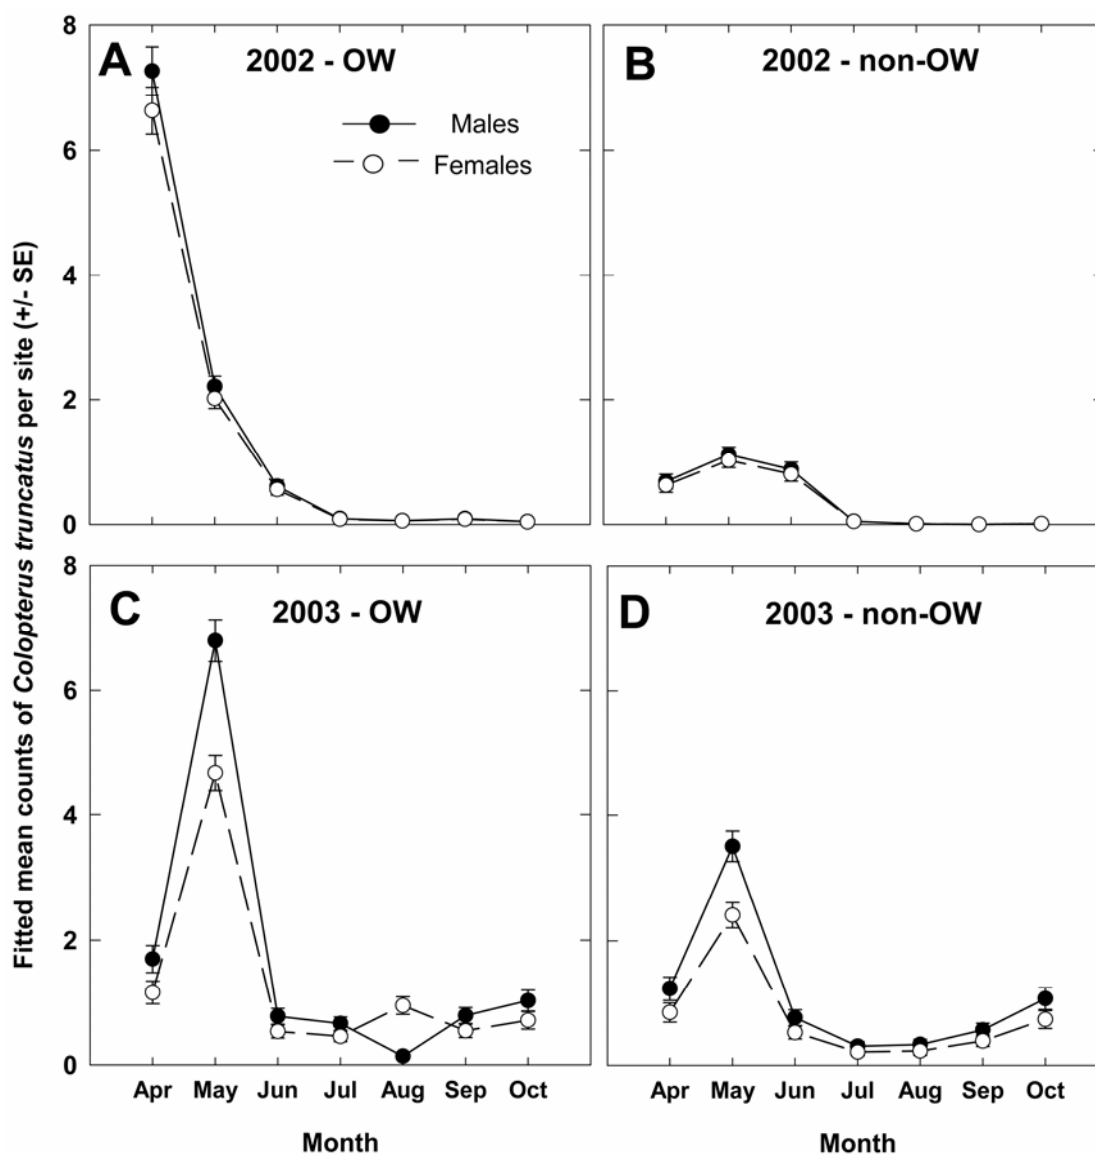 Fitted mean counts of Colopterus truncatus per site (+/- SE)
8
6
4
2
0
A
2002 - OW
Males
Females
B
2002 - non-OW
8
6
4
2
0
C
2003 - OW
D
2003 - non-OW
Apr May Jun Jul Aug Sep Oct
Apr May Jun Jul Aug Sep Oct
Month
Month